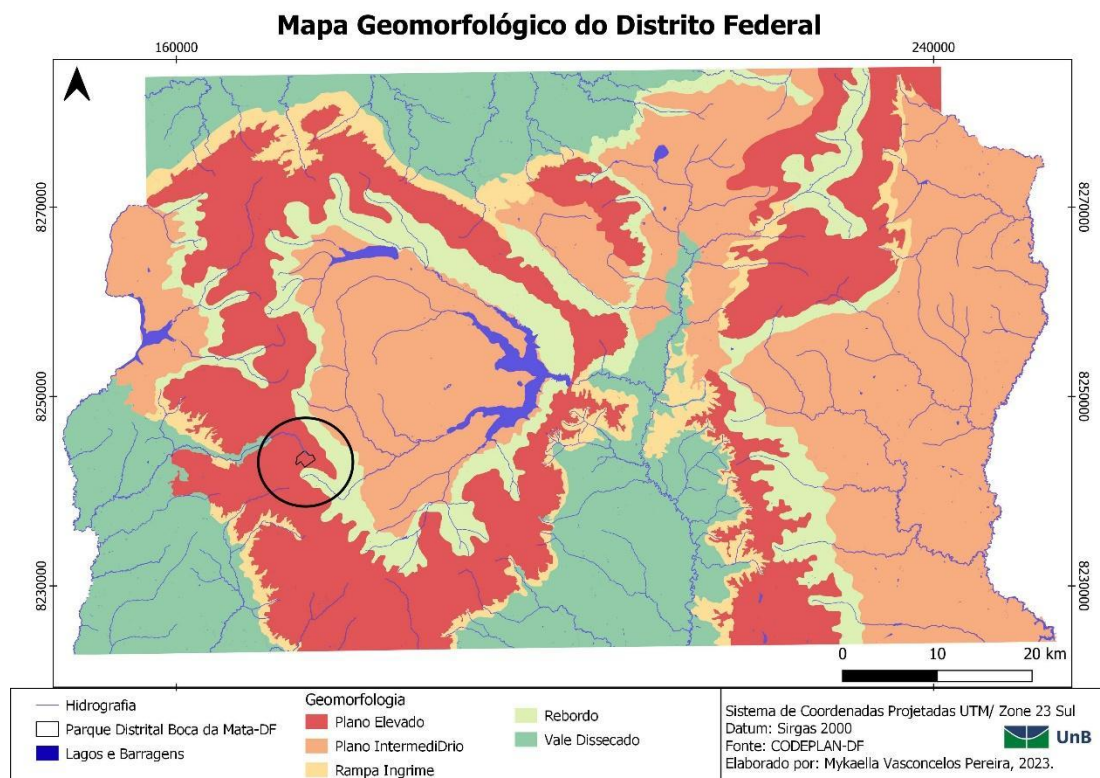 Mapa Geomorfológico do Distrito Federal
160000
240000
8270000
8270000
8250000
8250000
8230000
8230000
0 10 20 km
Hidrografia
Parque Distrital Boca da Mata-DF
Lagos e Barragens
Geomorfologia
Plano Elevado
Plano IntermediDrio
Rampa Ingrime
Rebordo
Vale Dissecado
Sistema de Coordenadas Projetadas UTM/ Zone 23 Sul
Datum: Sirgas 2000
Fonte: CODEPLAN-DF
Elaborado por: Mykaella Vasconcelos Pereira, 2023.
UnB